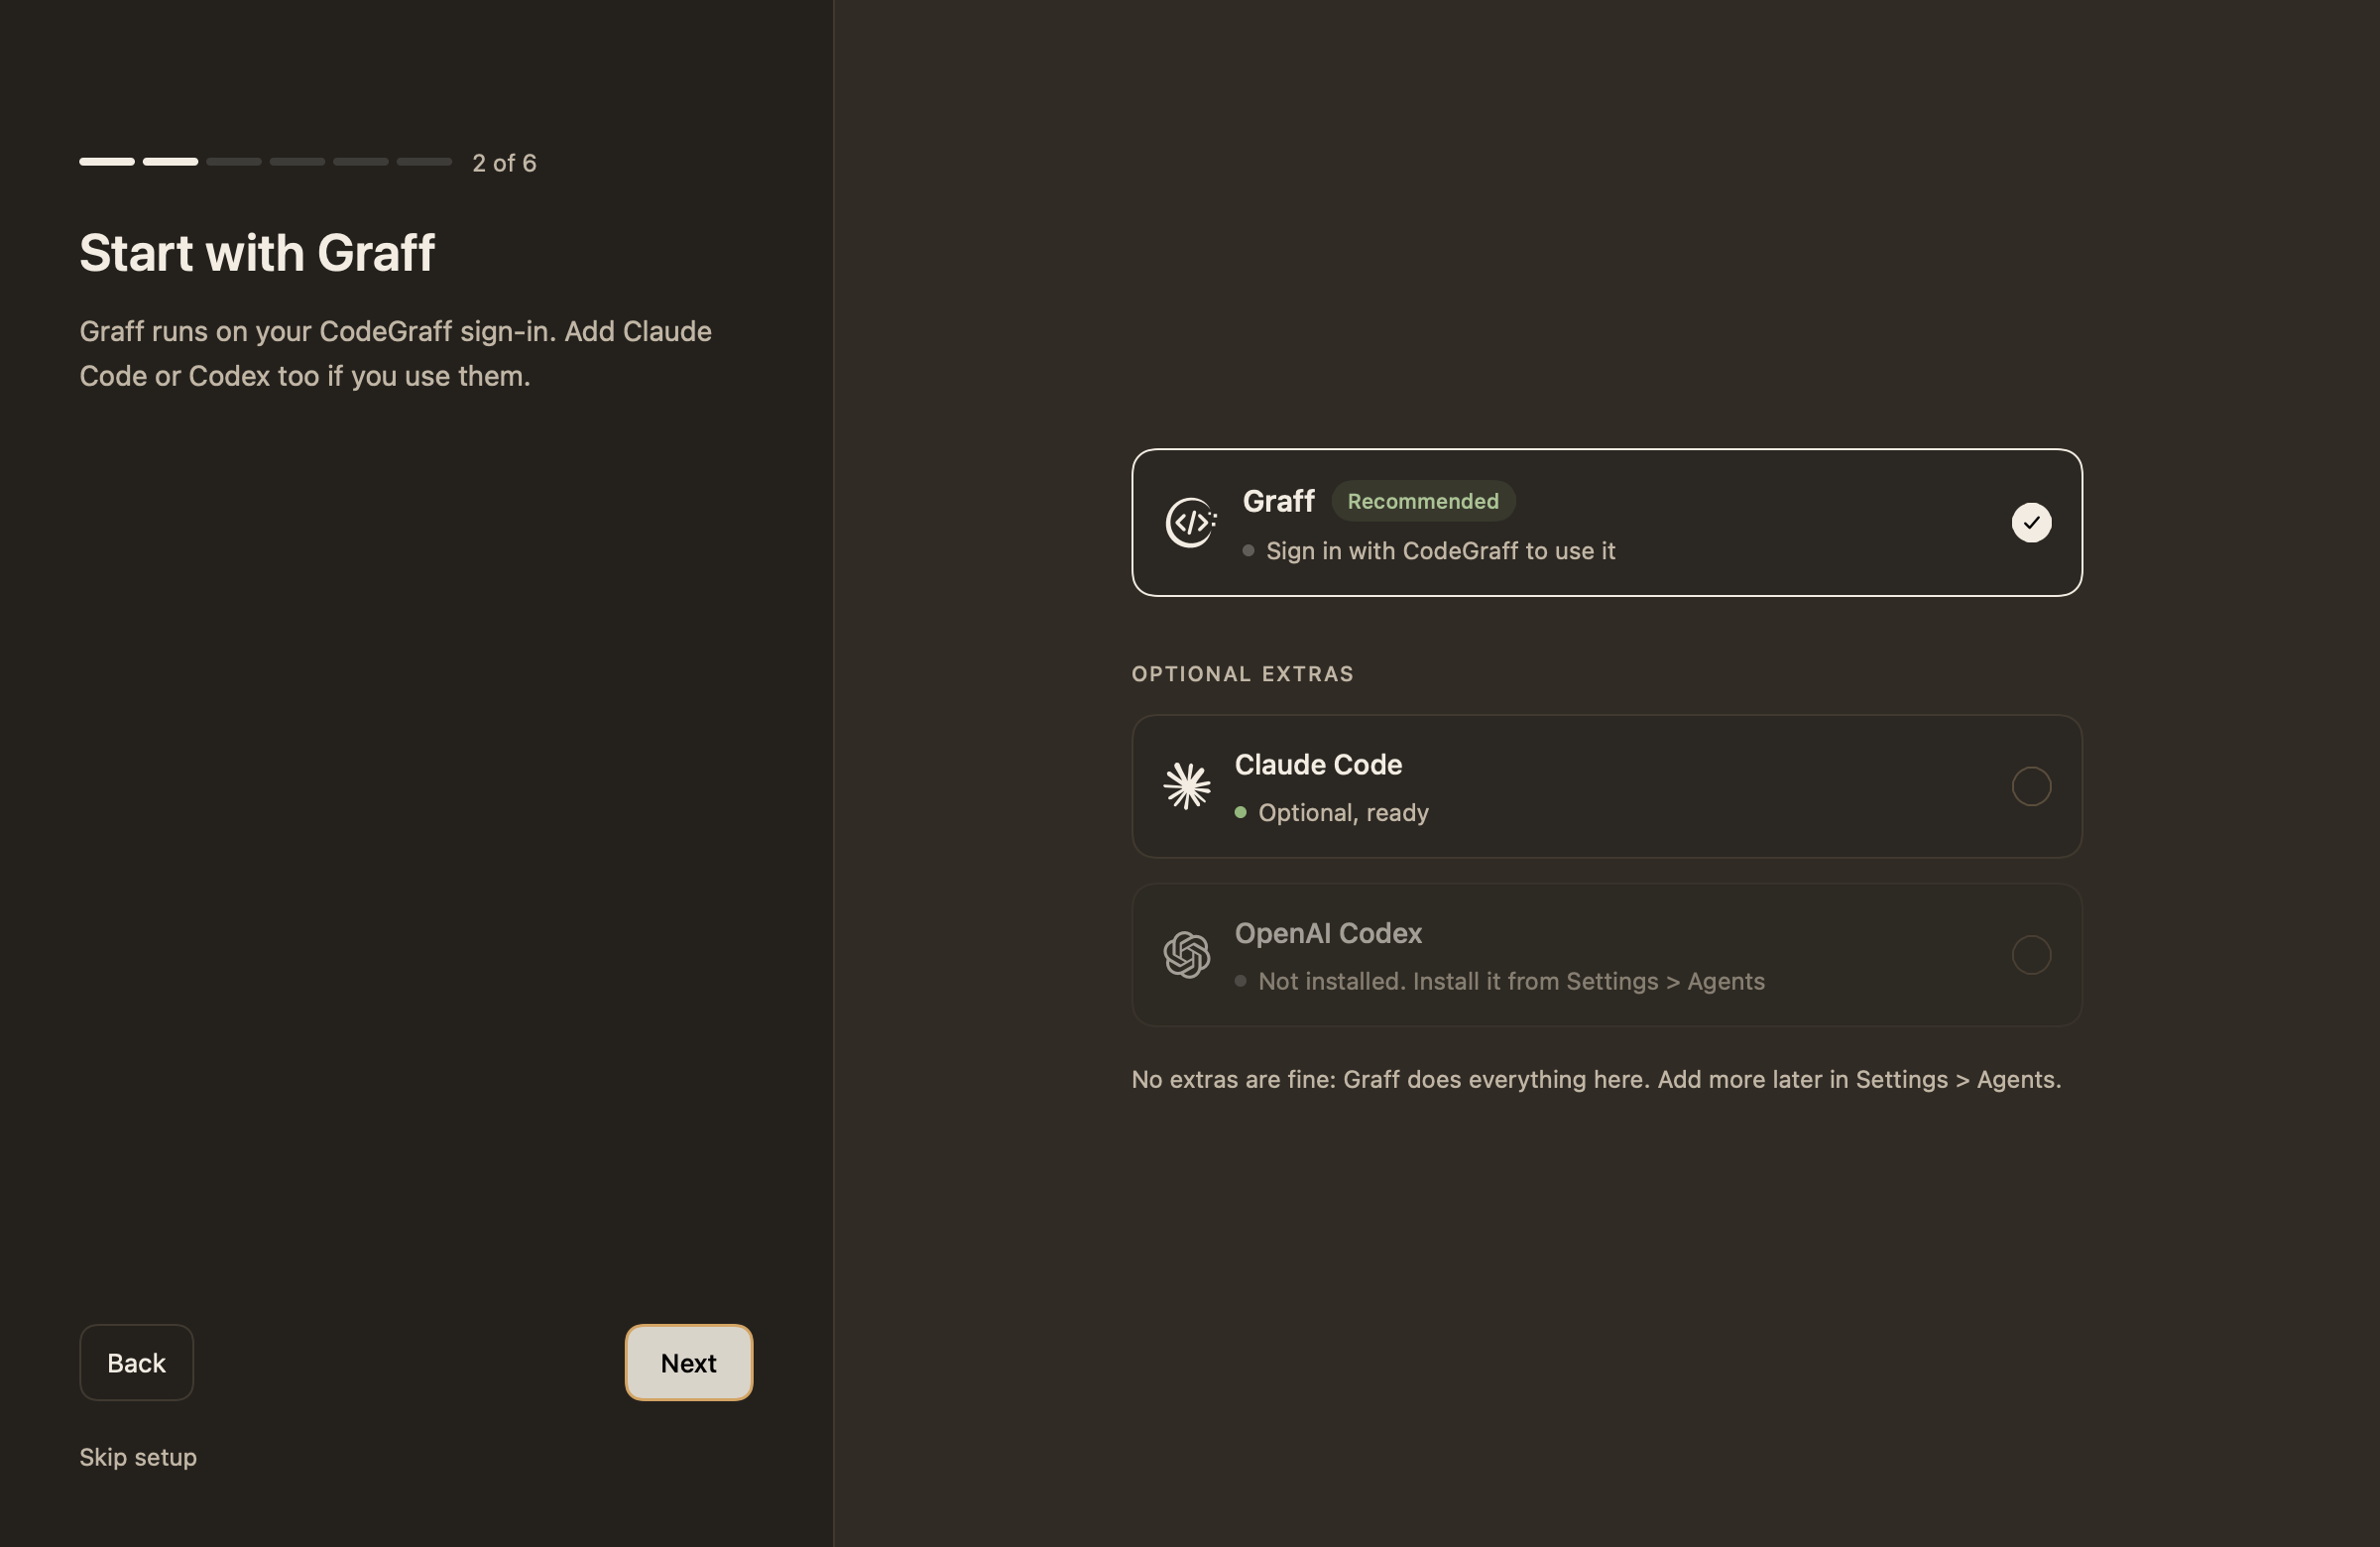 2 of 6
Start with Graff
Graff runs on your CodeGraff sign-in. Add Claude
Code or Codex too if you use them.
Back
Next
Skip setup
Graff
Recommended
Sign in with CodeGraff to use it
OPTIONAL EXTRAS
Claude Code
Optional, ready
OpenAI Codex
Not installed. Install it from Settings > Agents
No extras are fine: Graff does everything here. Add more later in Settings > Agents.